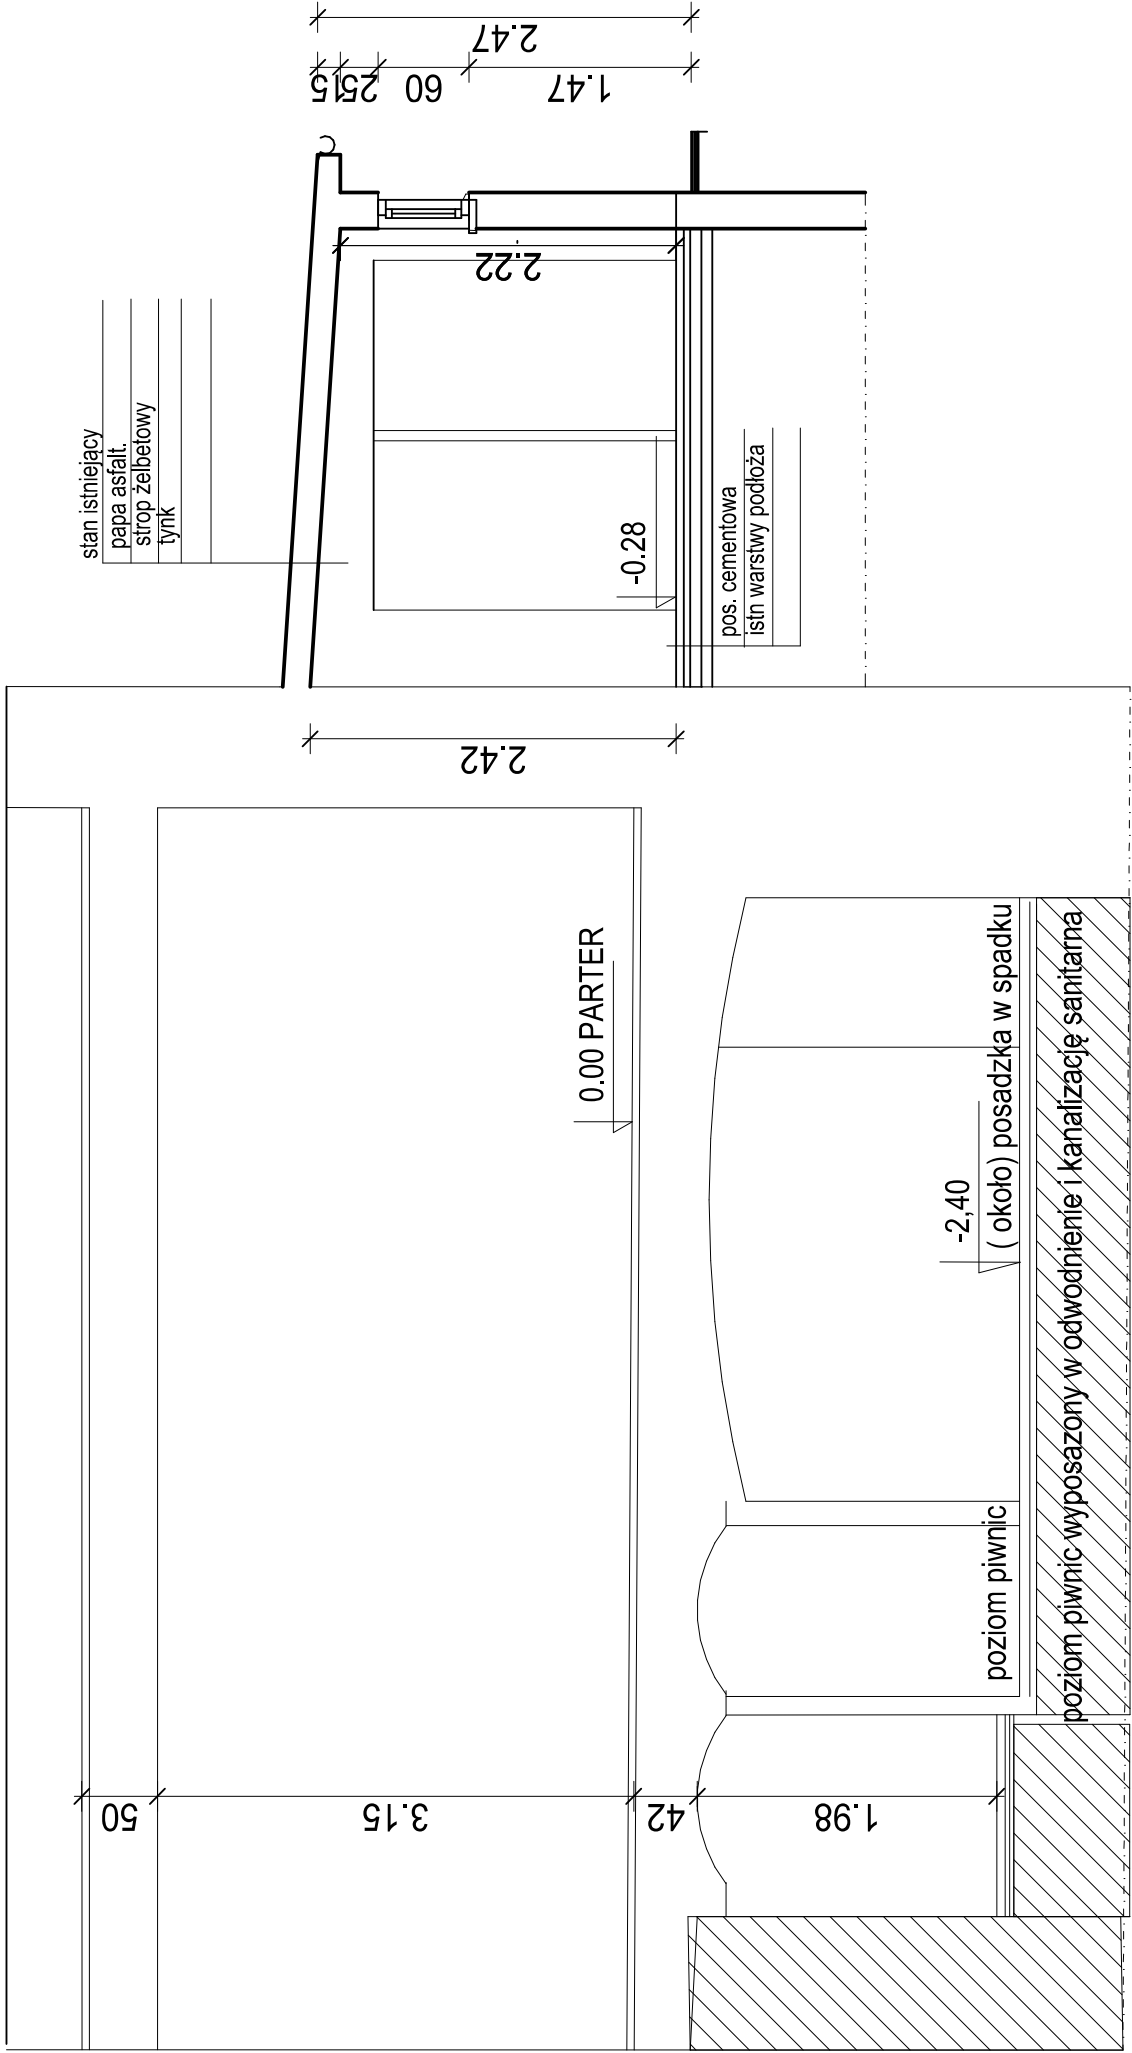 2.47
15
25
60
1.47
2.22
stan istniejący
papa asfalt.
strop żelbetowy
tynk
-0.28
pos. cementowa
istn warstwy podłoża
2.42
0.00 PARTER
-2,40
( około) posadzka w spadku
poziom piwnic
poziom piwnic wyposazony w odwodnienie i kanalizację sanitarna
50
3.15
42
1.98